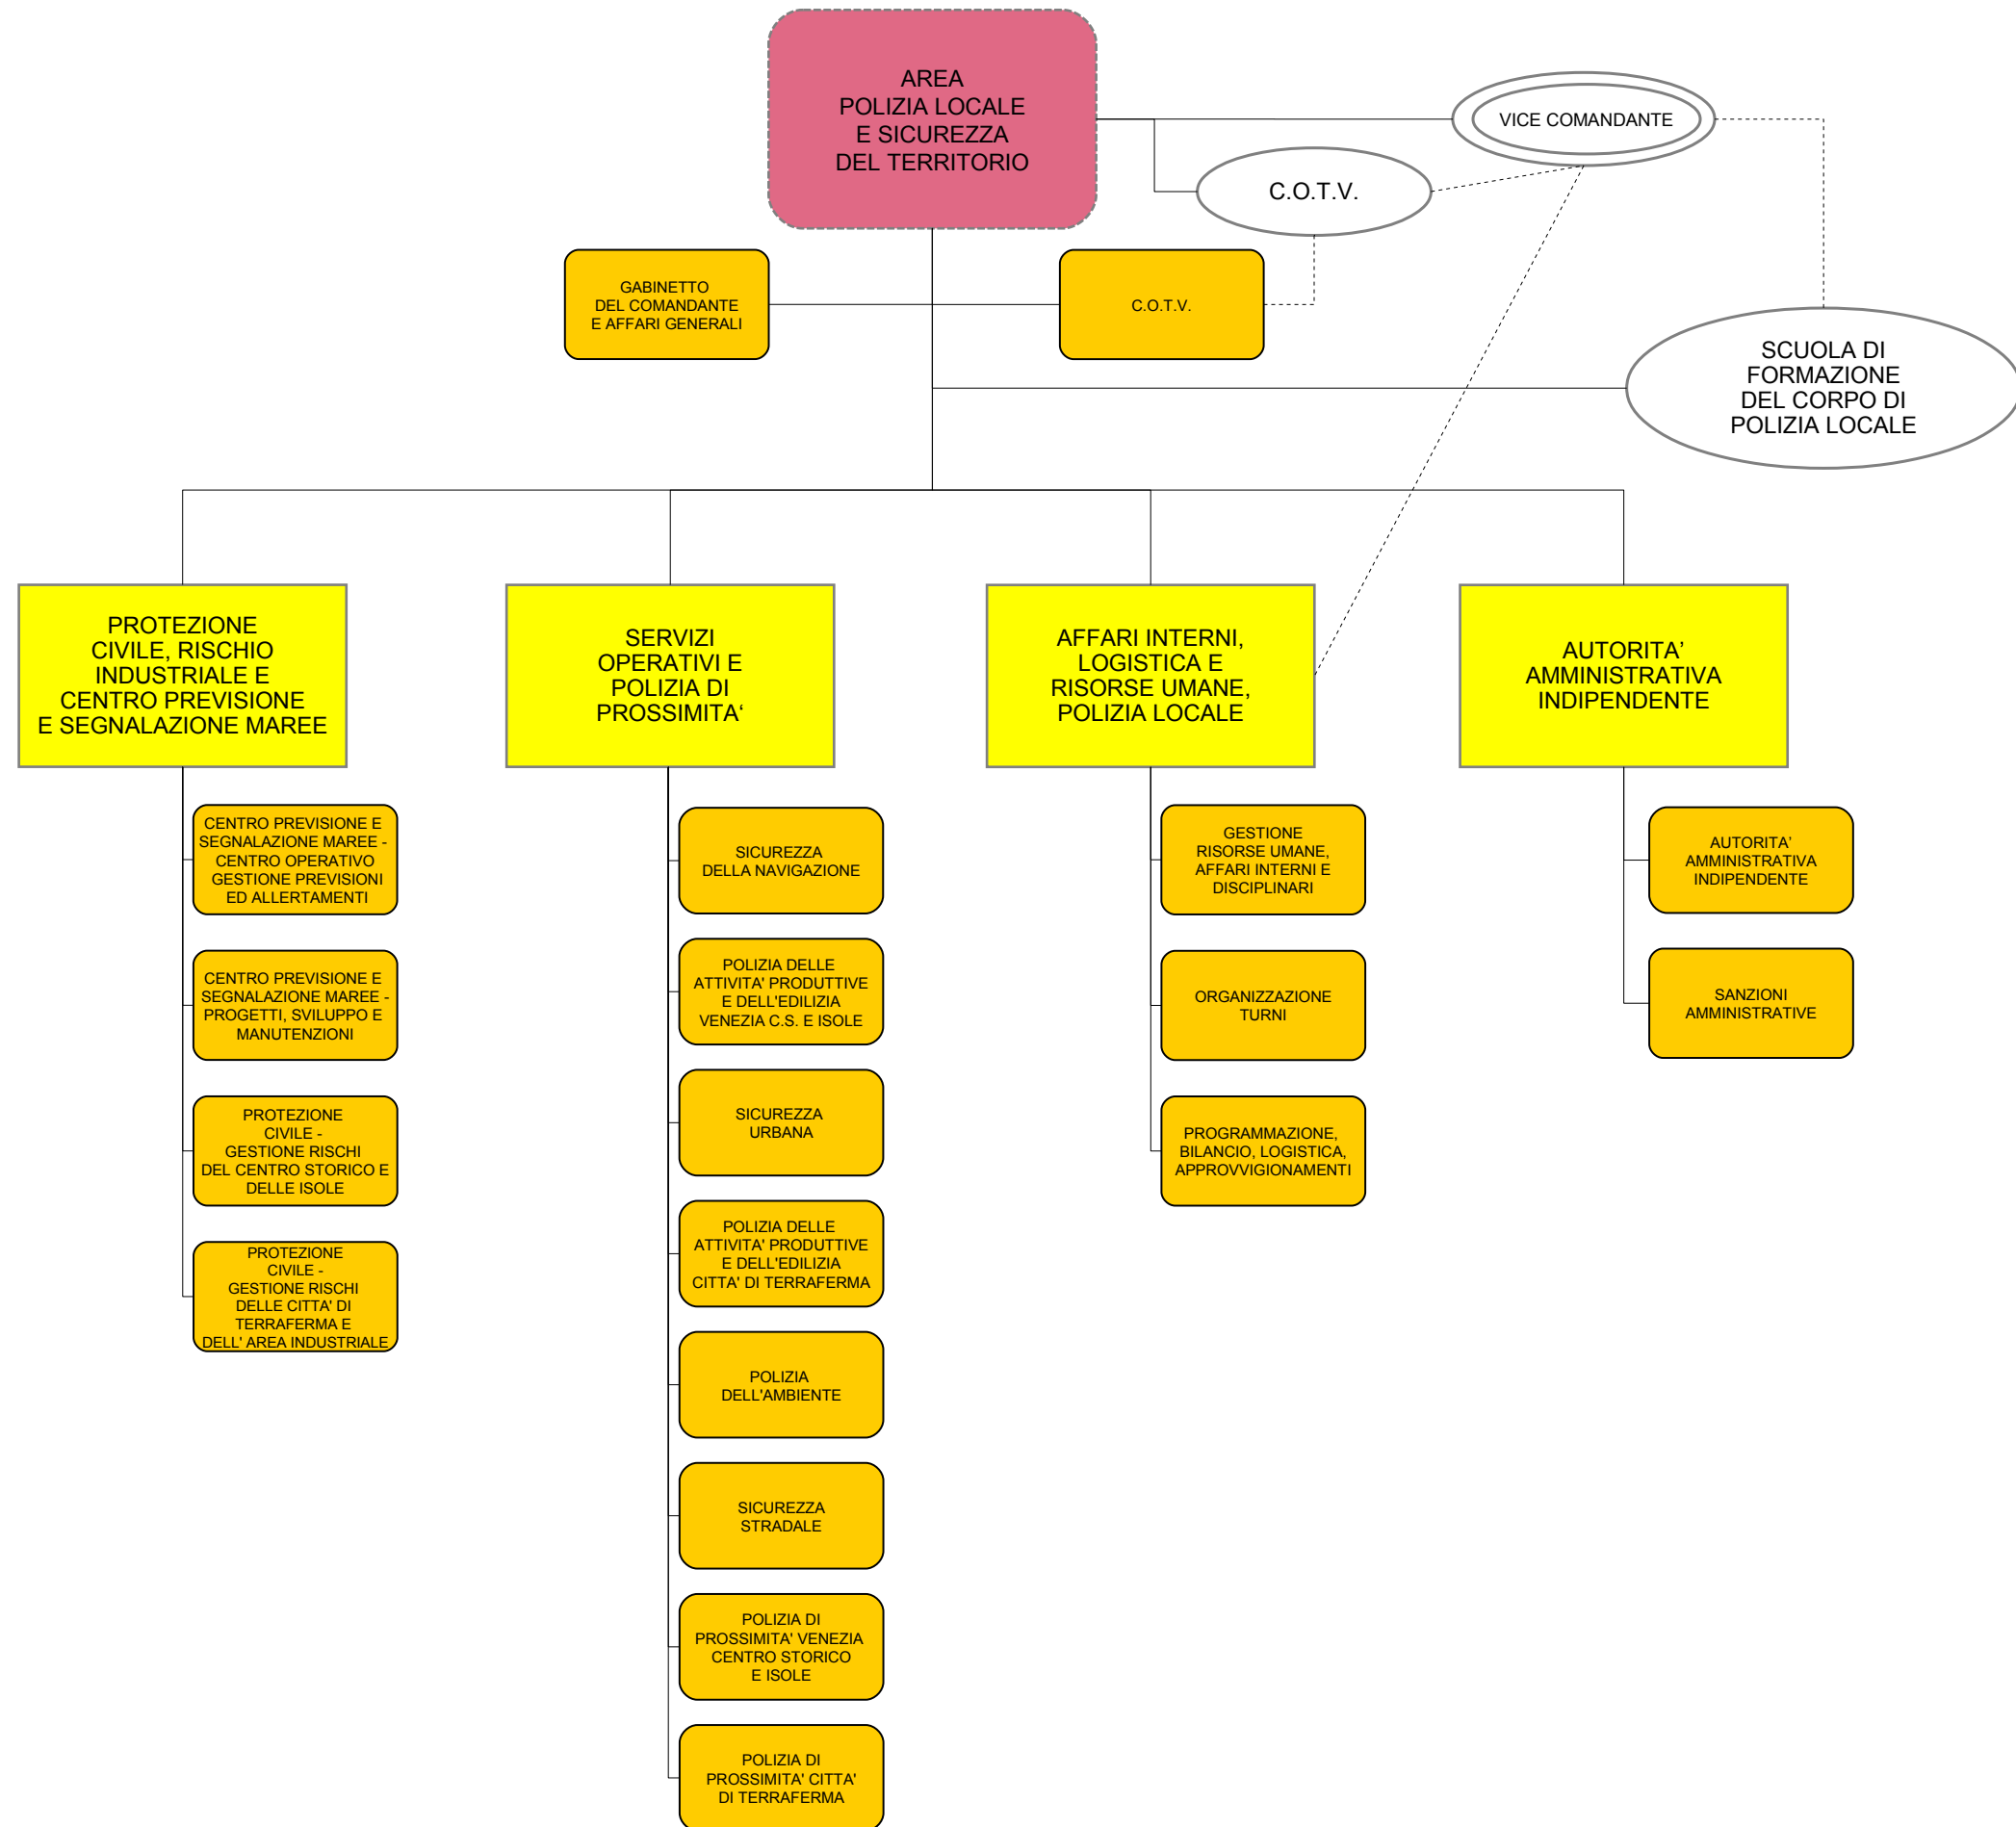 AREA
POLIZIA LOCALE
E SICUREZZA
DEL TERRITORIO
VICE COMANDANTE
C.O.T.V.
GABINETTO
DEL COMANDANTE
E AFFARI GENERALI
C.O.T.V.
SCUOLA DI
FORMAZIONE
DEL CORPO DI
POLIZIA LOCALE
PROTEZIONE
CIVILE, RISCHIO
INDUSTRIALE E
CENTRO PREVISIONE
E SEGNALAZIONE MAREE
SERVIZI
OPERATIVI E
POLIZIA DI
PROSSIMITA‘
AFFARI INTERNI,
LOGISTICA E
RISORSE UMANE,
POLIZIA LOCALE
AUTORITA’
AMMINISTRATIVA
INDIPENDENTE
CENTRO PREVISIONE E
SEGNALAZIONE MAREE -
CENTRO OPERATIVO
GESTIONE PREVISIONI
ED ALLERTAMENTI
CENTRO PREVISIONE E
SEGNALAZIONE MAREE -
PROGETTI, SVILUPPO E
MANUTENZIONI
PROTEZIONE
CIVILE -
GESTIONE RISCHI
DEL CENTRO STORICO E
DELLE ISOLE
PROTEZIONE
CIVILE -
GESTIONE RISCHI
DELLE CITTA' DI
TERRAFERMA E
DELL' AREA INDUSTRIALE
SICUREZZA
DELLA NAVIGAZIONE
POLIZIA DELLE
ATTIVITA' PRODUTTIVE
E DELL'EDILIZIA
VENEZIA C.S. E ISOLE
SICUREZZA
URBANA
POLIZIA DELLE
ATTIVITA' PRODUTTIVE
E DELL'EDILIZIA
CITTA' DI TERRAFERMA
POLIZIA
DELL'AMBIENTE
SICUREZZA
STRADALE
POLIZIA DI
PROSSIMITA' VENEZIA
CENTRO STORICO
E ISOLE
POLIZIA DI
PROSSIMITA' CITTA'
DI TERRAFERMA
GESTIONE
RISORSE UMANE,
AFFARI INTERNI E
DISCIPLINARI
ORGANIZZAZIONE
TURNI
PROGRAMMAZIONE,
BILANCIO, LOGISTICA,
APPROVVIGIONAMENTI
AUTORITA’
AMMINISTRATIVA
INDIPENDENTE
SANZIONI
AMMINISTRATIVE